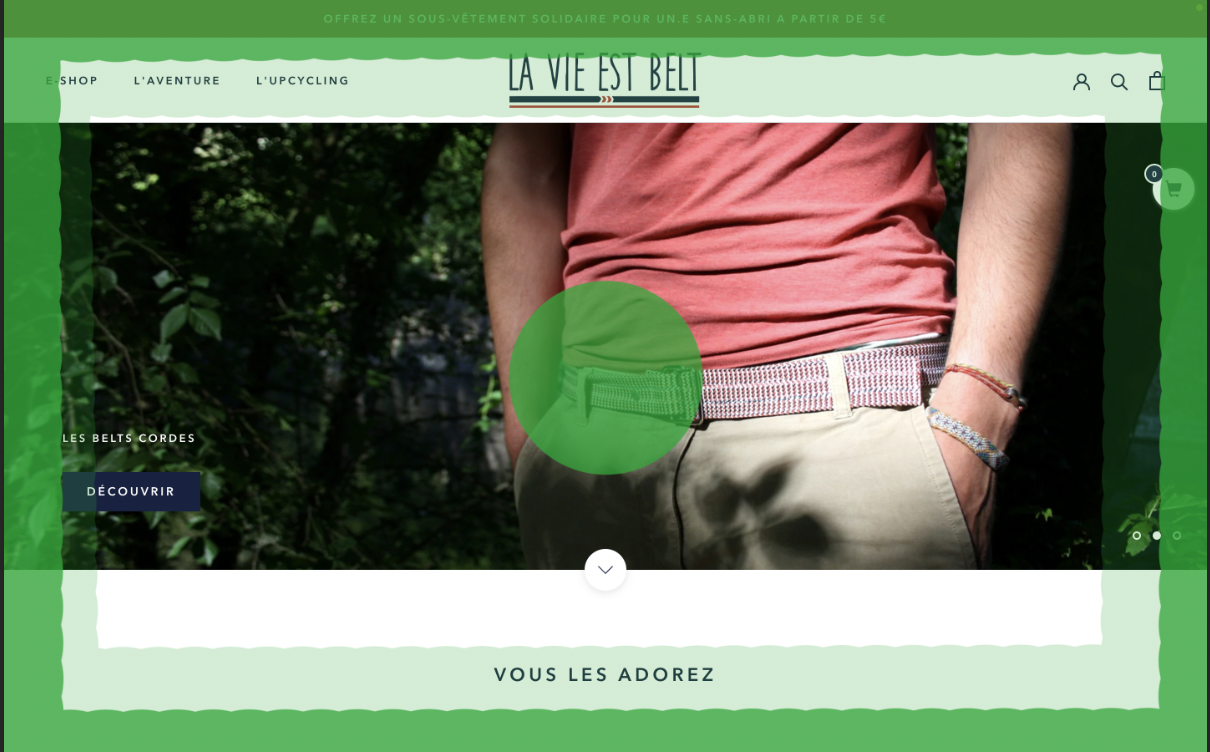 OFFREZ UN SOUS-VÊTEMENT SOLIDAIRE POUR UN.E SANS-ABRI A PARTIR DE 5€
E-SHOP L'AVENTURE L'UPCYCLING
LA VIE EST BELT
0
LES BELTS CORDES
DÉCOUVRIR
VOUS LES ADOREZ